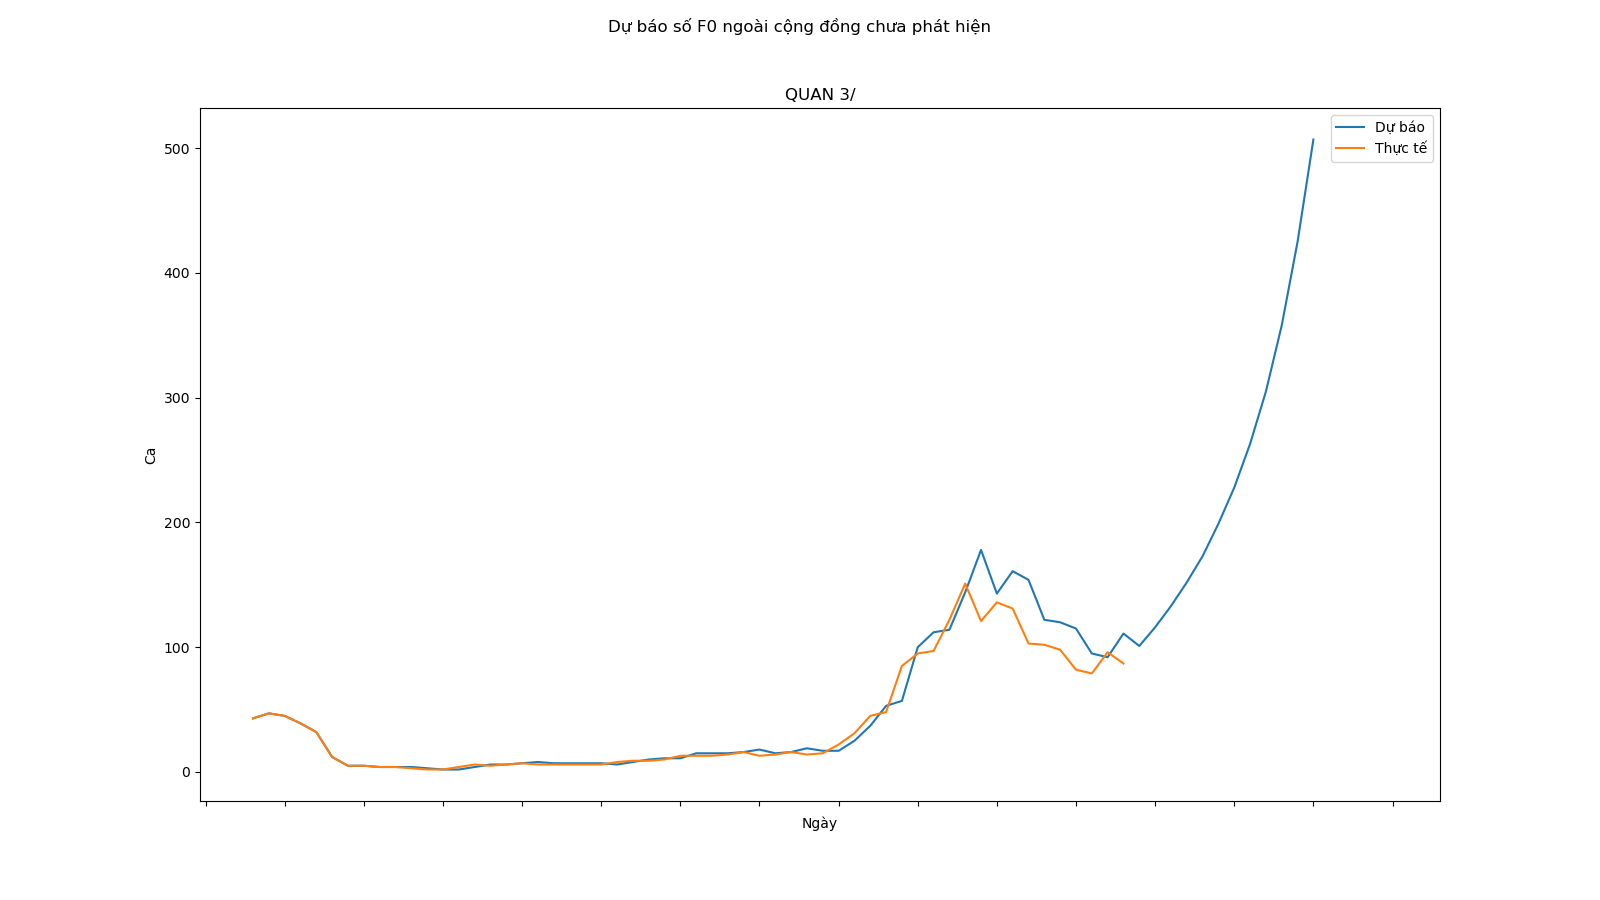 Dự báo số F0 ngoài cộng đồng chưa phát hiện
QUAN 3/
Dự báo
Thực tế
500
400
300
200
100
0
Ca
Ngày